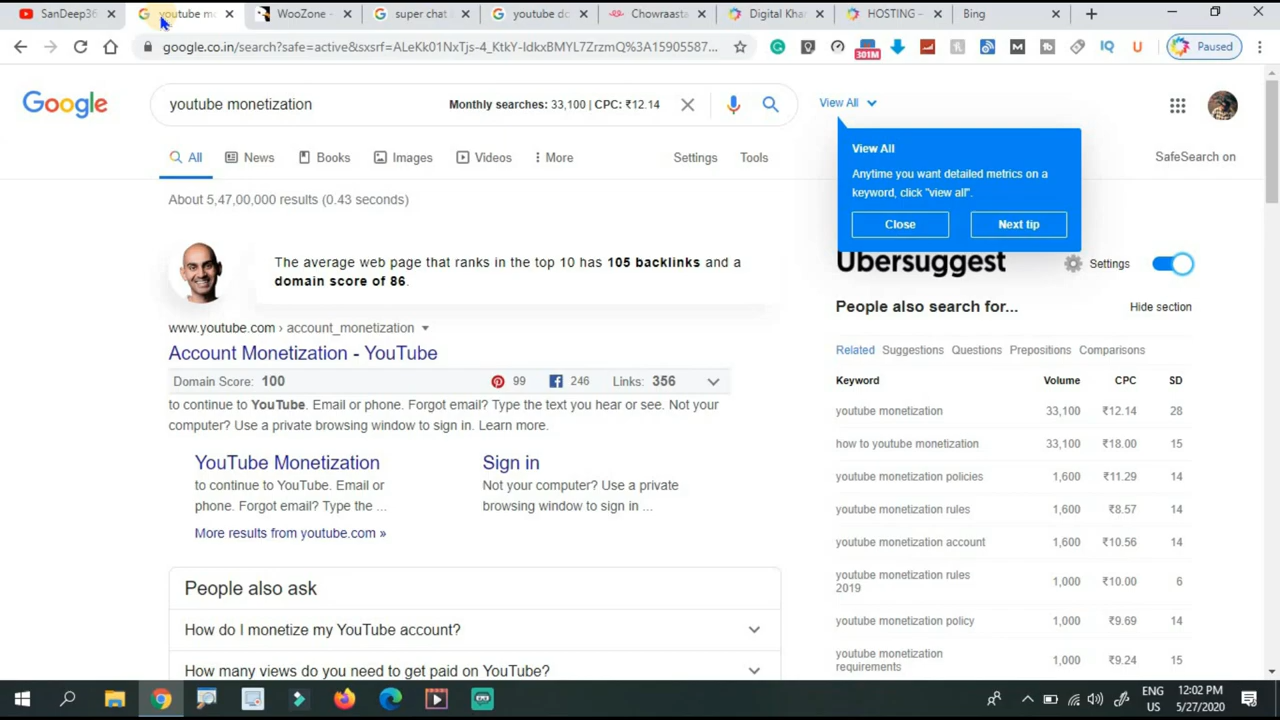 SanDeep36
youtube mo
WooZone -
super chat
youtube dc
Chowraasta
Digital Kha
HOSTING –
Bing
google.co.in/search?safe=active&sxsrf=ALeKk01NxTjs-4_KtkY-IdkxBMYL7ZrzmQ%3A15905587...
301M
Paused
Google
youtube monetization
Monthly searches: 33,100 | CPC: ₹12.14
View All
All
News
Books
Images
Videos
More
Settings
Tools
SafeSearch on
View All
Anytime you want detailed metrics on a
keyword, click "view all".
Close
Next tip
About 5,47,00,000 results (0.43 seconds)
The average web page that ranks in the top 10 has 105 backlinks and a
domain score of 86.
www.youtube.com › account_monetization
Account Monetization - YouTube
Domain Score: 100
99
246
Links: 356
to continue to YouTube. Email or phone. Forgot email? Type the text you hear or see. Not your
computer? Use a private browsing window to sign in. Learn more.
YouTube Monetization
to continue to YouTube. Email or
phone. Forgot email? Type the ...
Sign in
Not your computer? Use a private
browsing window to sign in ...
More results from youtube.com »
People also ask
How do I monetize my YouTube account?
How many views do you need to get paid on YouTube?
Ubersuggest
Settings
People also search for...
Hide section
Related Suggestions Questions Prepositions Comparisons
Keyword Volume CPC SD
youtube monetization 33,100 ₹12.14 28
how to youtube monetization 33,100 ₹18.00 15
youtube monetization policies 1,600 ₹11.29 14
youtube monetization rules 1,600 ₹8.57 14
youtube monetization account 1,600 ₹10.56 14
youtube monetization rules
2019 1,000 ₹10.00 6
youtube monetization policy 1,000 ₹9.69 14
youtube monetization
requirements 1,000 ₹9.24 15
ENG
US
12:02 PM
5/27/2020